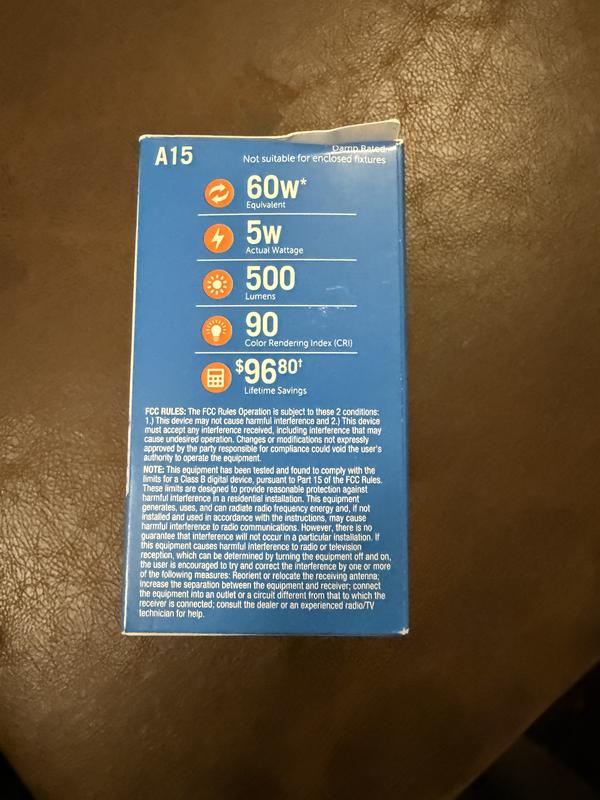 A15
Damp Rated.
Not suitable for enclosed fixtures
60w*
Equivalent
5w
Actual Wattage
500
Lumens
90
Color Rendering Index (CRI)
$96.80†
Lifetime Savings
FCC RULES: The FCC Rules Operation is subject to these 2 conditions:
1.) This device may not cause harmful interference and 2.) This device
must accept any interference received, including interference that may
cause undesired operation. Changes or modifications not expressly
approved by the party responsible for compliance could void the user's
authority to operate the equipment.
NOTE: This equipment has been tested and found to comply with the
limits for a Class B digital device, pursuant to Part 15 of the FCC Rules.
These limits are designed to provide reasonable protection against
harmful interference in a residential installation. This equipment
generates, uses, and can radiate radio frequency energy and, if not
installed and used in accordance with the instructions, may cause
harmful interference to radio communications. However, there is no
guarantee that interference will not occur in a particular installation. If
this equipment causes harmful interference to radio or television
reception, which can be determined by turning the equipment off and on,
the user is encouraged to try and correct the interference by one or more
of the following measures: Reorient or relocate the receiving antenna;
increase the separation between the equipment and receiver; connect
the equipment into an outlet or a circuit different from that to which the
receiver is connected; consult the dealer or an experienced radio/TV
technician for help.